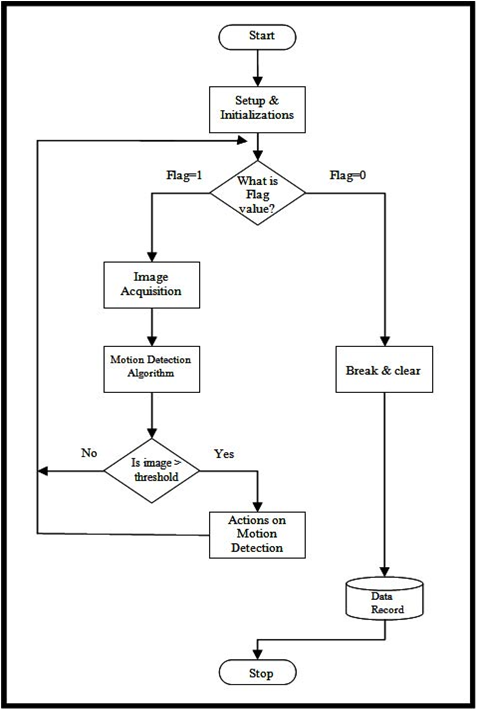 Start
Setup &
Initializations
Flag=1
Flag=0
What is
Flag
value?
Image
Acquisition
Motion Detection
Algorithm
Break & clear
No
Is image >
threshold
Yes
Actions on
Motion
Detection
Data
Record
Stop